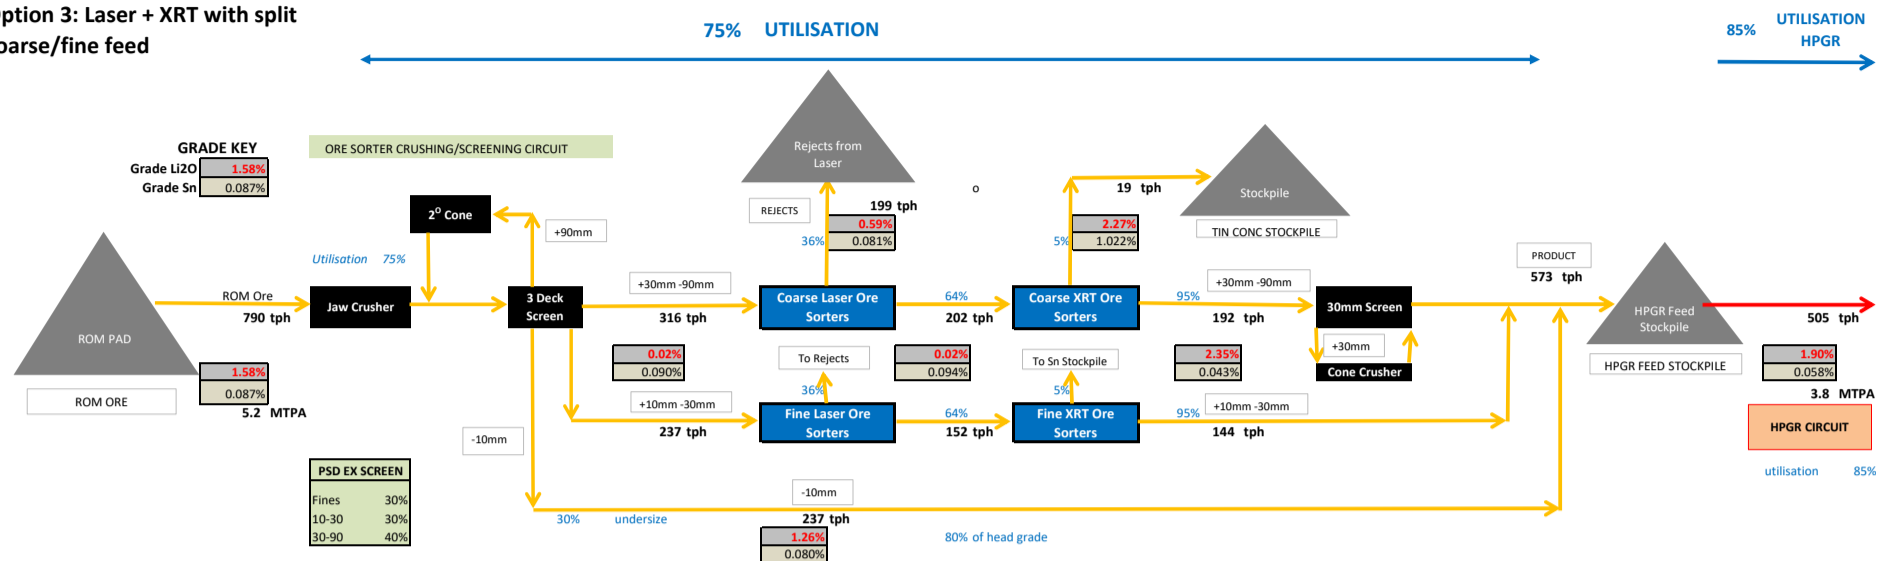 ption 3: Laser + XRT with split
oarse/fine feed
75% UTILISATION
85% UTILISATION
HPGR
GRADE KEY
Grade Li2O 1.58%
Grade Sn 0.087%
ORE SORTER CRUSHING/SCREENING CIRCUIT
Rejects from
Laser
REJECTS
199 tph
36%
0.59%
0.081%
o
19 tph
5%
2.27%
1.022%
Stockpile
TIN CONC STOCKPILE
2⁰ Cone
+90mm
Utilisation 75%
ROM PAD
ROM Ore
790 tph
Jaw Crusher
3 Deck
Screen
+30mm -90mm
316 tph
Coarse Laser Ore
Sorters
64%
202 tph
Coarse XRT Ore
Sorters
95%
+30mm -90mm
192 tph
30mm Screen
+30mm
Cone Crusher
PRODUCT
573 tph
HPGR Feed
Stockpile
HPGR FEED STOCKPILE
505 tph
1.90%
0.058%
3.8 MTPA
HPGR CIRCUIT
utilisation 85%
ROM ORE
1.58%
0.087%
5.2 MTPA
0.02%
0.090%
To Rejects
36%
0.02%
0.094%
To Sn Stockpile
5%
2.35%
0.043%
+10mm -30mm
237 tph
Fine Laser Ore
Sorters
64%
152 tph
Fine XRT Ore
Sorters
95%
+10mm -30mm
144 tph
-10mm
PSD EX SCREEN
Fines 30%
10-30 30%
30-90 40%
-10mm
30% undersize
237 tph
1.26%
0.080%
80% of head grade